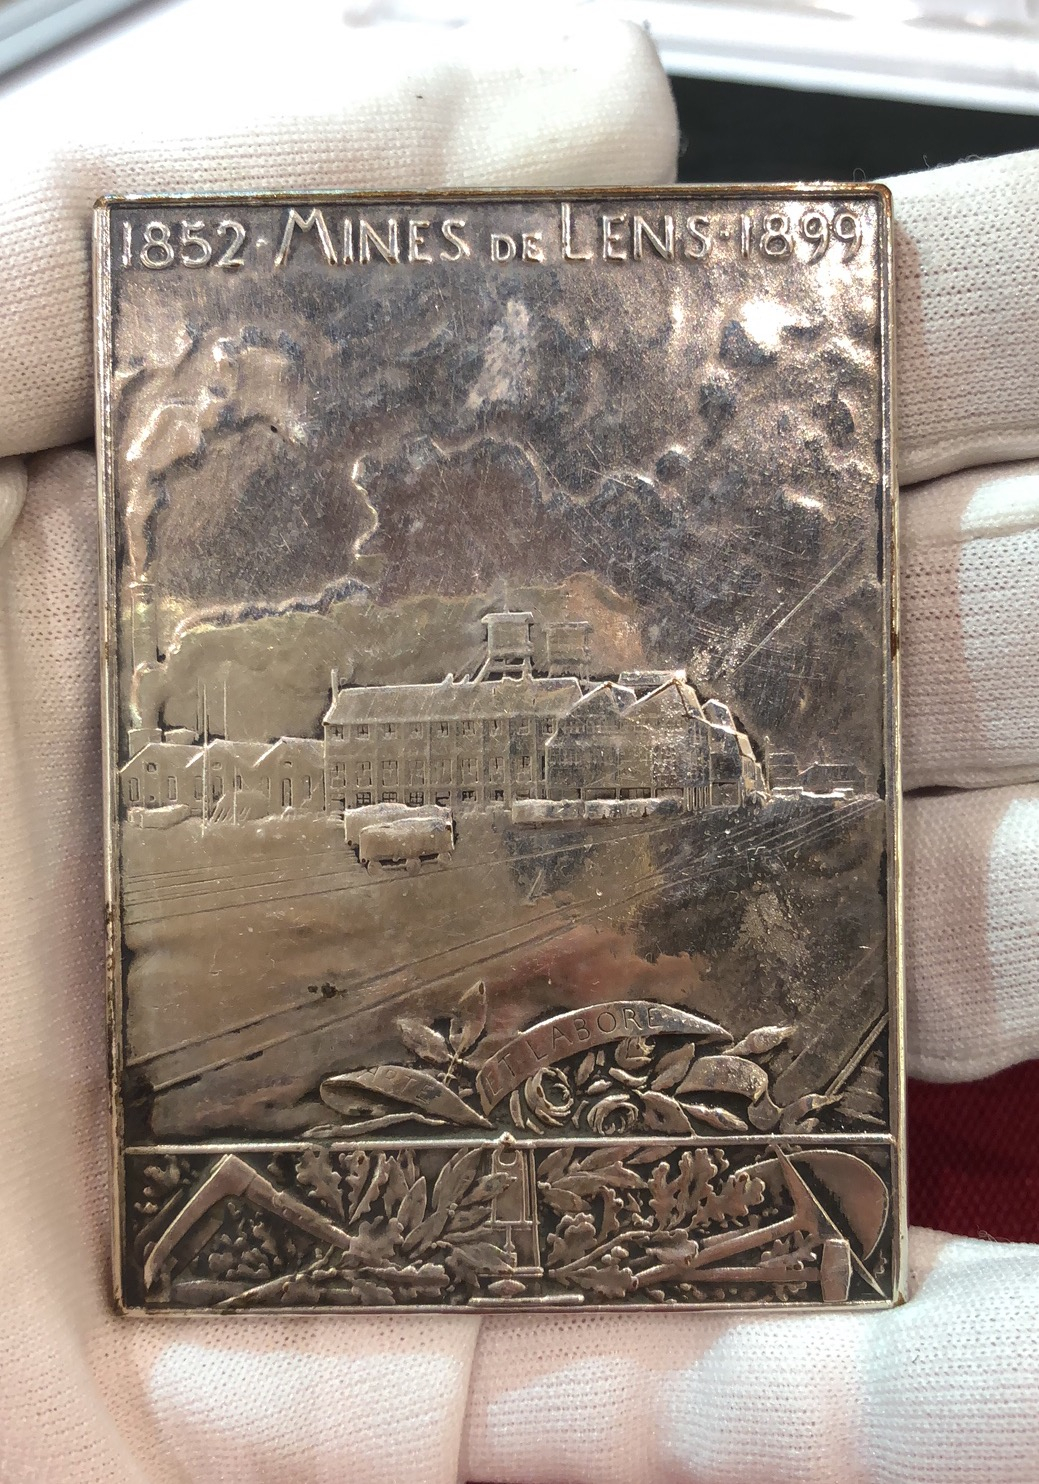 1852·MINES DE LENS·1899
ET LABORE